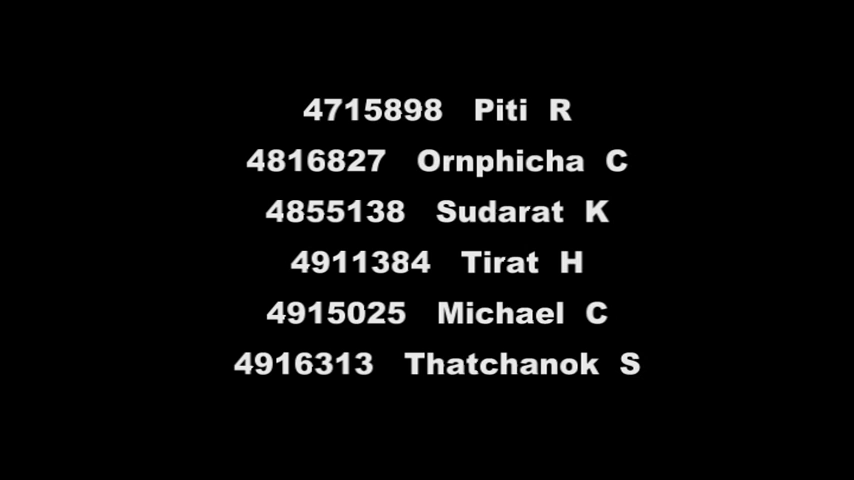 4715898 Piti R
4816827 Ornphicha C
4855138 Sudarat K
4911384 Tirat H
4915025 Michael C
4916313 Thatchanok S